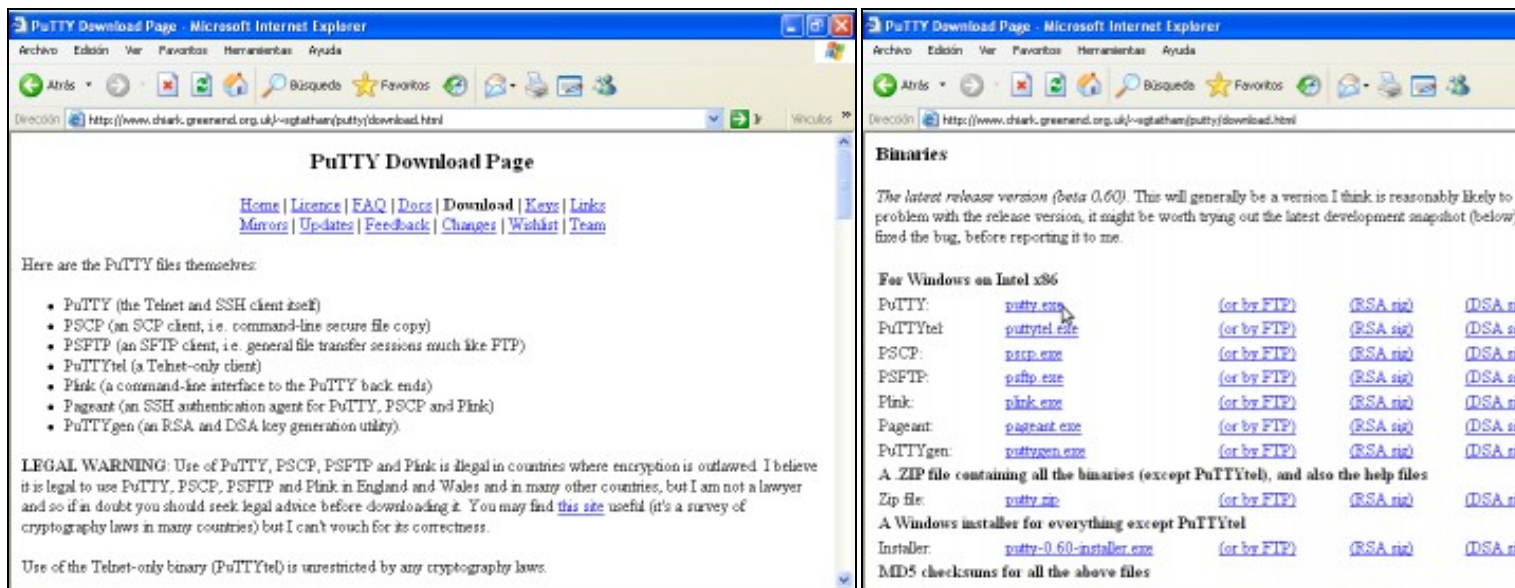 PuTTY Download Page - Microsoft Internet Explorer
Archivo Edición Ver Favoritos Herramientas Ayuda
Atrás Búsqueda Favoritos
Dirección http://www.chiark.greenend.org.uk/~sgtatham/putty/download.html Ir Vínculos »
PuTTY Download Page
Home | Licence | FAQ | Docs | Download | Keys | Links
Mirrors | Updates | Feedback | Changes | Wishlist | Team
Here are the PuTTY files themselves:
• PuTTY (the Telnet and SSH client itself)
• PSCP (an SCP client, i.e. command-line secure file copy)
• PSFTP (an SFTP client, i.e. general file transfer sessions much like FTP)
• PuTTYtel (a Telnet-only client)
• Plink (a command-line interface to the PuTTY back ends)
• Pageant (an SSH authentication agent for PuTTY, PSCP and Plink)
• PuTTYgen (an RSA and DSA key generation utility).
LEGAL WARNING: Use of PuTTY, PSCP, PSFTP and Plink is illegal in countries where encryption is outlawed. I believe
it is legal to use PuTTY, PSCP, PSFTP and Plink in England and Wales and in many other countries, but I am not a lawyer
and so if in doubt you should seek legal advice before downloading it. You may find this site useful (it's a survey of
cryptography laws in many countries) but I can't vouch for its correctness.
Use of the Telnet-only binary (PuTTYtel) is unrestricted by any cryptography laws.
PuTTY Download Page - Microsoft Internet Explorer
Archivo Edición Ver Favoritos Herramientas Ayuda
Atrás Búsqueda Favoritos
Dirección http://www.chiark.greenend.org.uk/~sgtatham/putty/download.html
Binaries
The latest release version (beta 0.60). This will generally be a version I think is reasonably likely to
problem with the release version, it might be worth trying out the latest development snapshot (below)
fixed the bug, before reporting it to me.
For Windows on Intel x86
PuTTY: putty.exe (or by FTP) (RSA sig) (DSA si
PuTTYtel: puttytel.exe (or by FTP) (RSA sig) (DSA si
PSCP: pscp.exe (or by FTP) (RSA sig) (DSA si
PSFTP: psftp.exe (or by FTP) (RSA sig) (DSA si
Plink: plink.exe (or by FTP) (RSA sig) (DSA si
Pageant: pageant.exe (or by FTP) (RSA sig) (DSA si
PuTTYgen: puttygen.exe (or by FTP) (RSA sig) (DSA si
A .ZIP file containing all the binaries (except PuTTYtel), and also the help files
Zip file: putty.zip (or by FTP) (RSA sig) (DSA si
A Windows installer for everything except PuTTYtel
Installer: putty-0.60-installer.exe (or by FTP) (RSA sig) (DSA si
MD5 checksums for all the above files